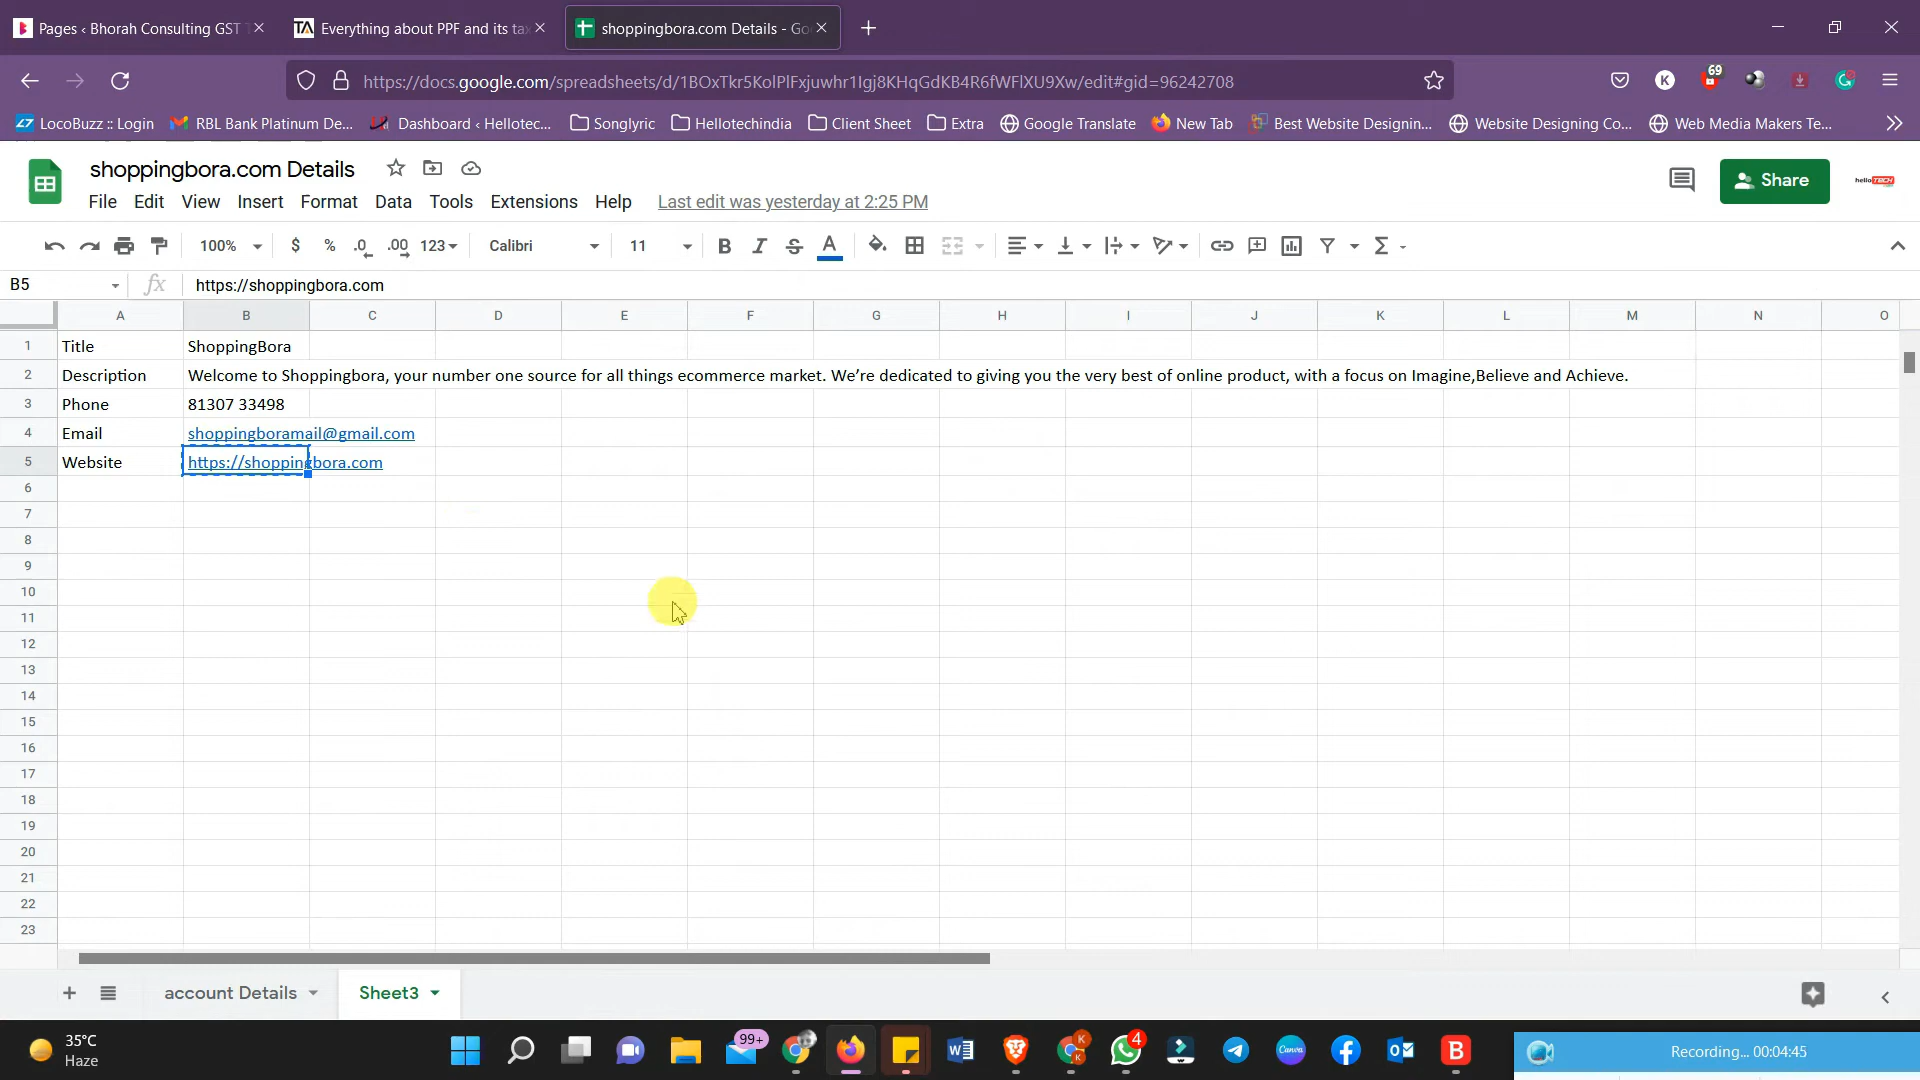 Pages ‹ Bhorah Consulting GST T
Everything about PPF and its tax
shoppingbora.com Details - Go
https://docs.google.com/spreadsheets/d/1BOxTkr5KolPlFxjuwhr1Igj8KHqGdKB4R6fWFlXU9Xw/edit#gid=96242708
K
69
LocoBuzz :: Login
RBL Bank Platinum De...
Dashboard ‹ Hellotec...
Songlyric
Hellotechindia
Client Sheet
Extra
Google Translate
New Tab
Best Website Designin...
Website Designing Co...
Web Media Makers Te...
shoppingbora.com Details
Share
File Edit View Insert Format Data Tools Extensions Help Last edit was yesterday at 2:25 PM
100% $ % .0 .00 123 Calibri 11 B I S A Σ
B5 fx https://shoppingbora.com
A B C D E F G H I J K L M N O
1 Title ShoppingBora
2 Description Welcome to Shoppingbora, your number one source for all things ecommerce market. We’re dedicated to giving you the very best of online product, with a focus on Imagine,Believe and Achieve.
3 Phone 81307 33498
4 Email shoppingboramail@gmail.com
5 Website https://shoppingbora.com
6
7
8
9
10
11
12
13
14
15
16
17
18
19
20
21
22
23
account Details Sheet3
35°C
Haze
99+
4
Canva
B
Recording... 00:04:45